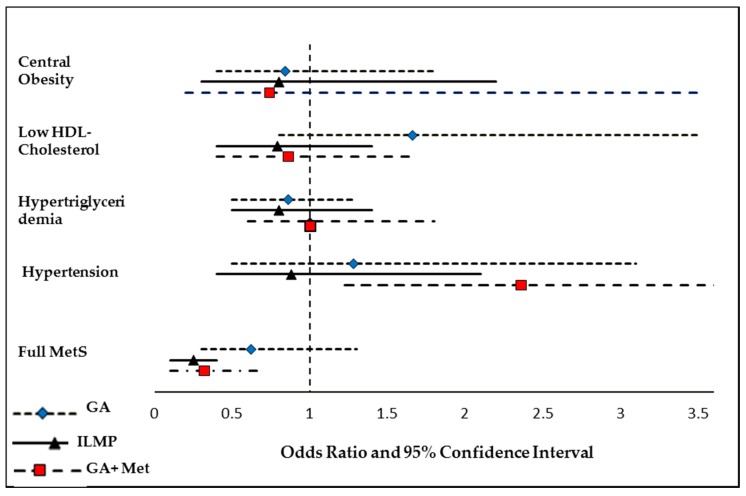 Central
Obesity
Low HDL-
Cholesterol
Hypertriglyceri
demia
Hypertension
Full MetS
0 0.5 1 1.5 2 2.5 3 3.5
Odds Ratio and 95% Confidence Interval
GA
ILMP
GA+ Met